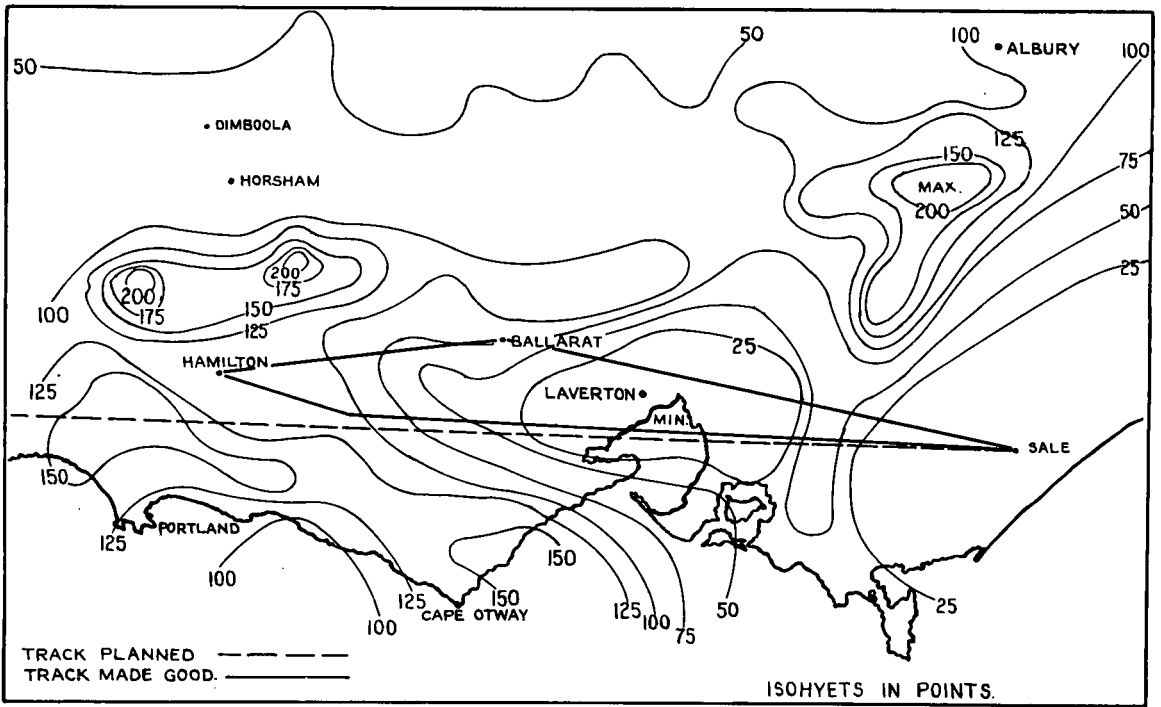 50
50
100
ALBURY
100
DIMBOOLA
125
150
75
HORSHAM
MAX.
200
50
200
175
200
175
25
150
125
100
BALLARAT
25
HAMILTON
125
LAVERTON
MIN.
SALE
150
PORTLAND
125
150
100
125
150
125
100
75
50
25
CAPE OTWAY
100
TRACK PLANNED
TRACK MADE GOOD.
ISOHYETS IN POINTS.